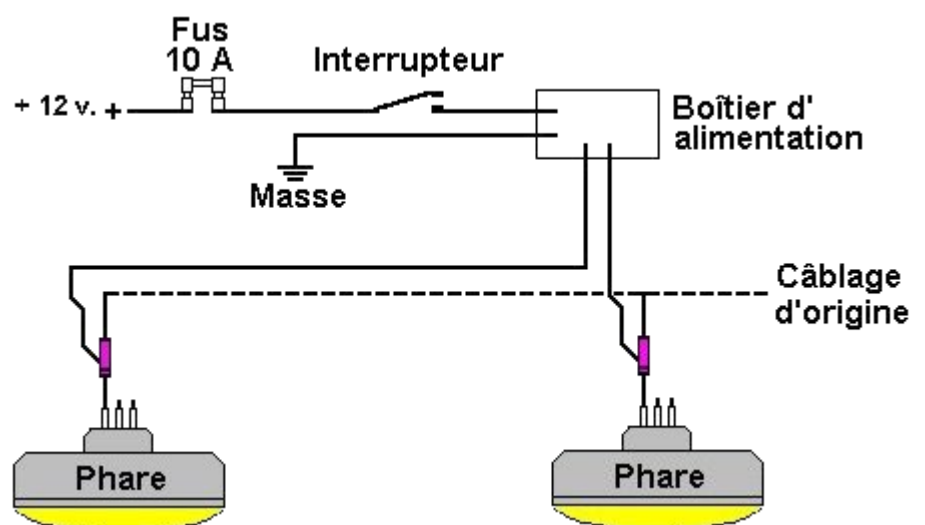 Fus
10 A
Interrupteur
+ 12 v. +
Boîtier d'
alimentation
Masse
Câblage
d'origine
Phare
Phare